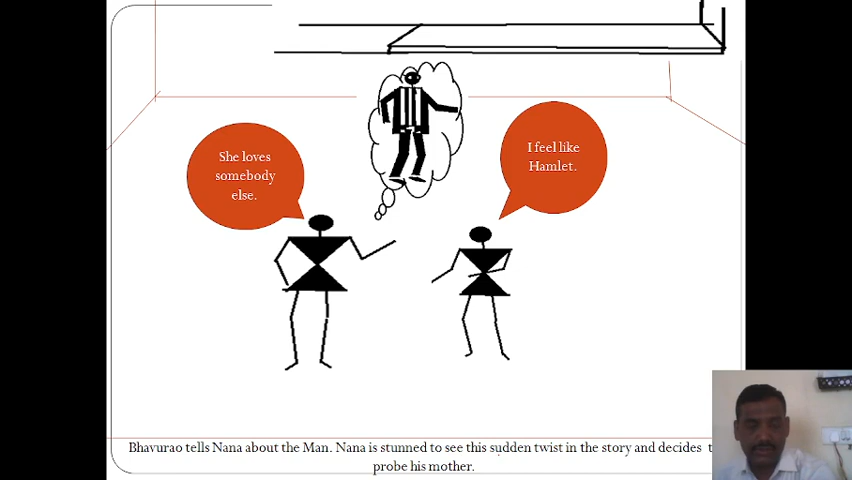 She loves
somebody
else.
I feel like
Hamlet.
Bhavurao tells Nana about the Man. Nana is stunned to see this sudden twist in the story and decides t
probe his mother.